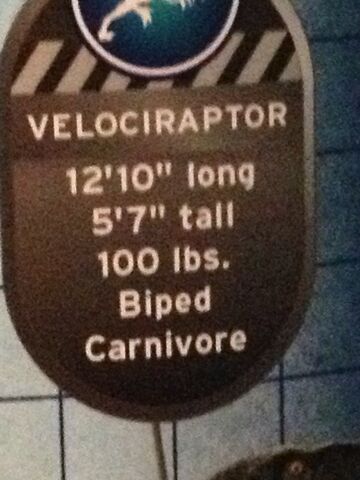 VELOCIRAPTOR
12'10" long
5'7" tall
100 lbs.
Biped
Carnivore